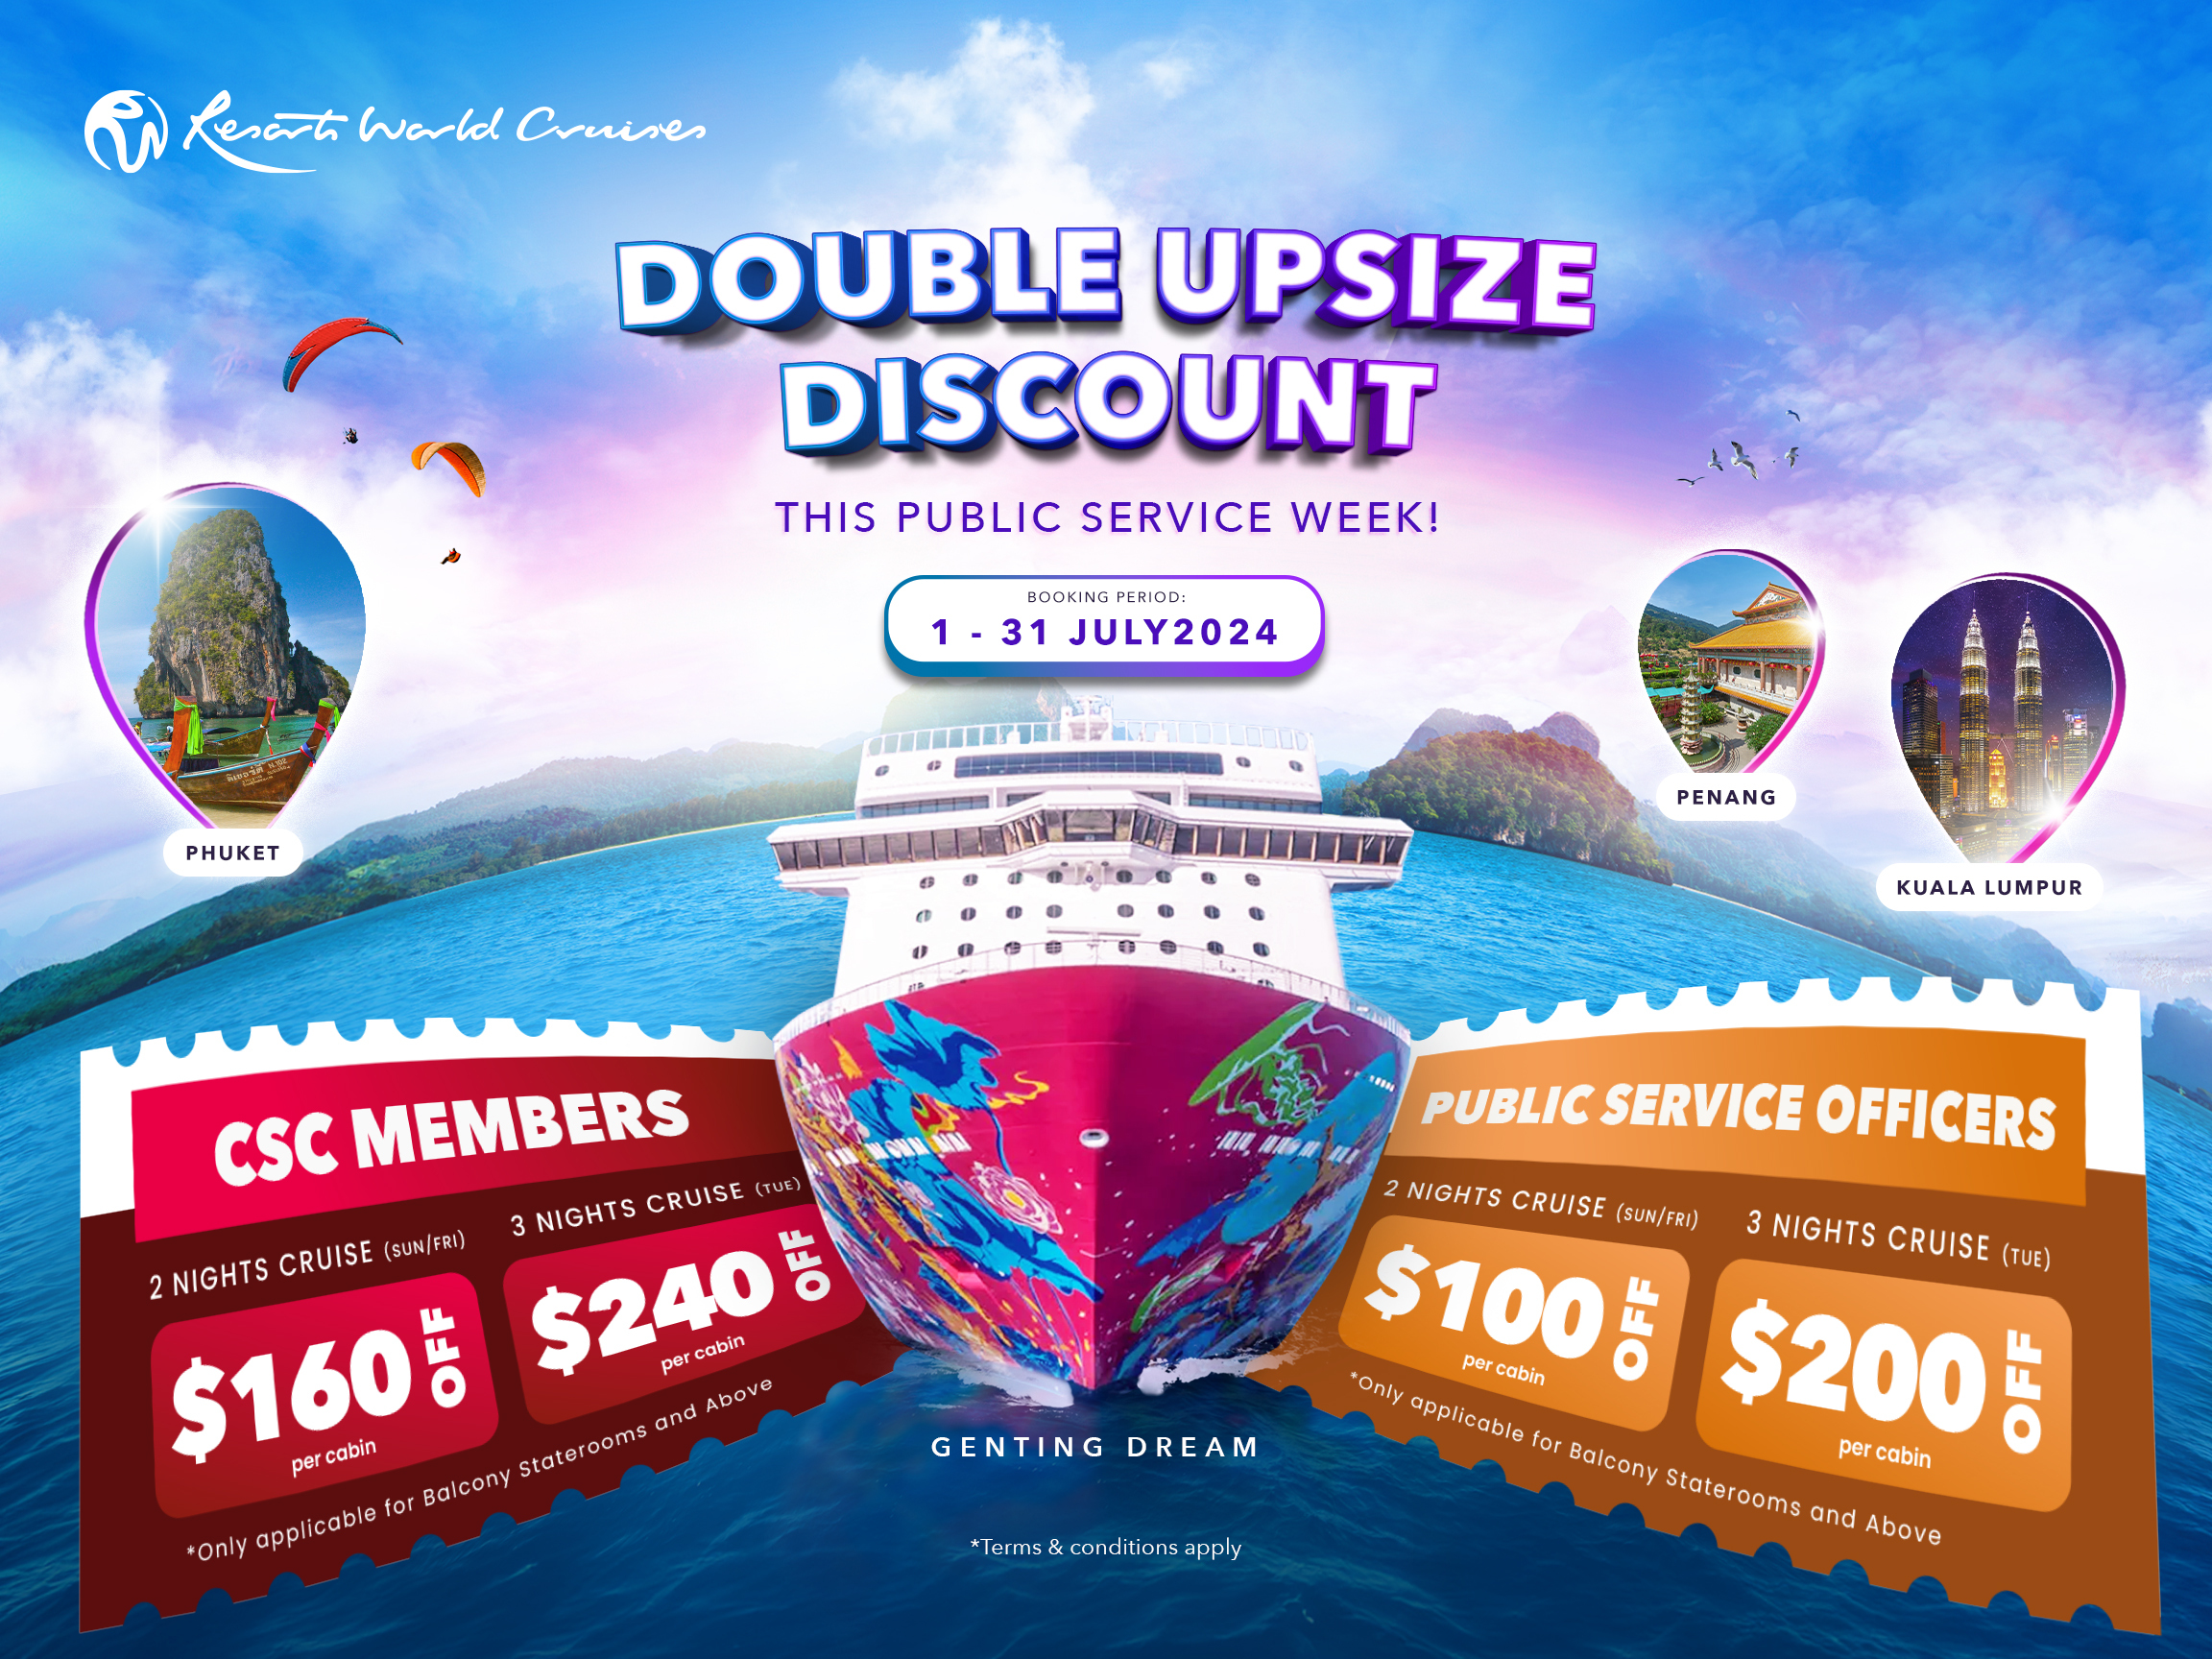 Resorts World Cruises
DOUBLE UPSIZE
DISCOUNT
THIS PUBLIC SERVICE WEEK!
BOOKING PERIOD:
1 - 31 JULY2024
PHUKET
PENANG
KUALA LUMPUR
CSC MEMBERS
2 NIGHTS CRUISE (SUN/FRI)
$160 OFF
per cabin
3 NIGHTS CRUISE (TUE)
$240 OFF
per cabin
*Only applicable for Balcony Staterooms and Above
PUBLIC SERVICE OFFICERS
2 NIGHTS CRUISE (SUN/FRI)
$100 OFF
per cabin
3 NIGHTS CRUISE (TUE)
$200 OFF
per cabin
*Only applicable for Balcony Staterooms and Above
GENTING DREAM
*Terms & conditions apply